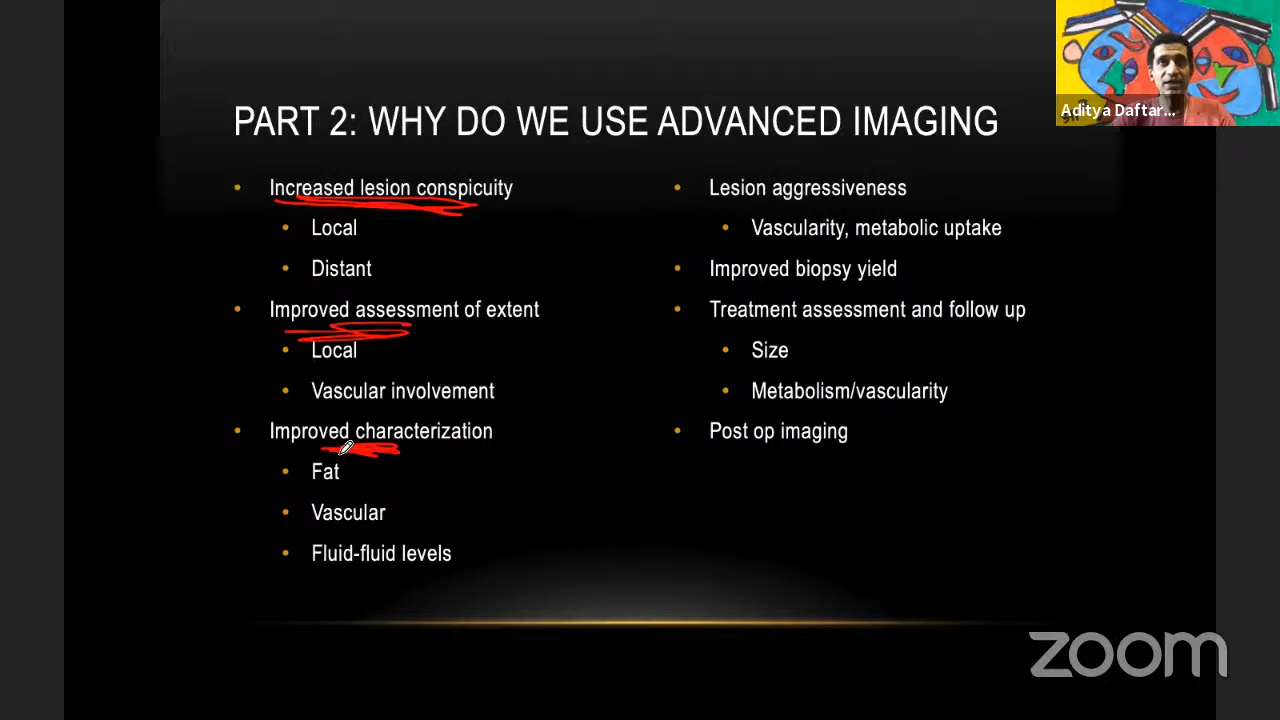 PART 2: WHY DO WE USE ADVANCED IMAGING
Increased lesion conspicuity
Local
Distant
Improved assessment of extent
Local
Vascular involvement
Improved characterization
Fat
Vascular
Fluid-fluid levels
Lesion aggressiveness
Vascularity, metabolic uptake
Improved biopsy yield
Treatment assessment and follow up
Size
Metabolism/vascularity
Post op imaging
Aditya Daftar...
zoom